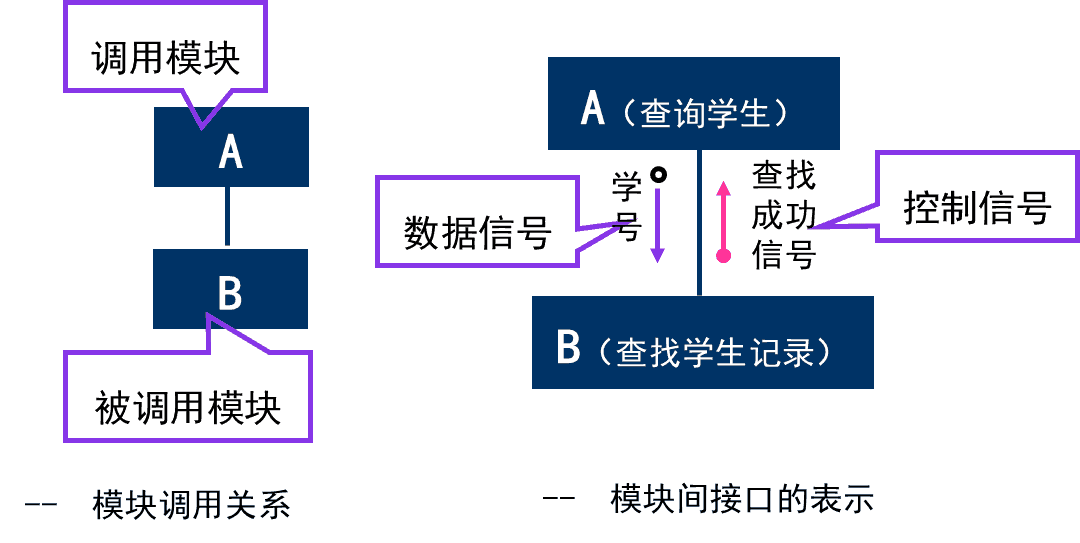 调用模块
A
B
被调用模块
-- 模块调用关系
A（查询学生）
学号
数据信号
查找
成功
信号
控制信号
B（查找学生记录）
-- 模块间接口的表示